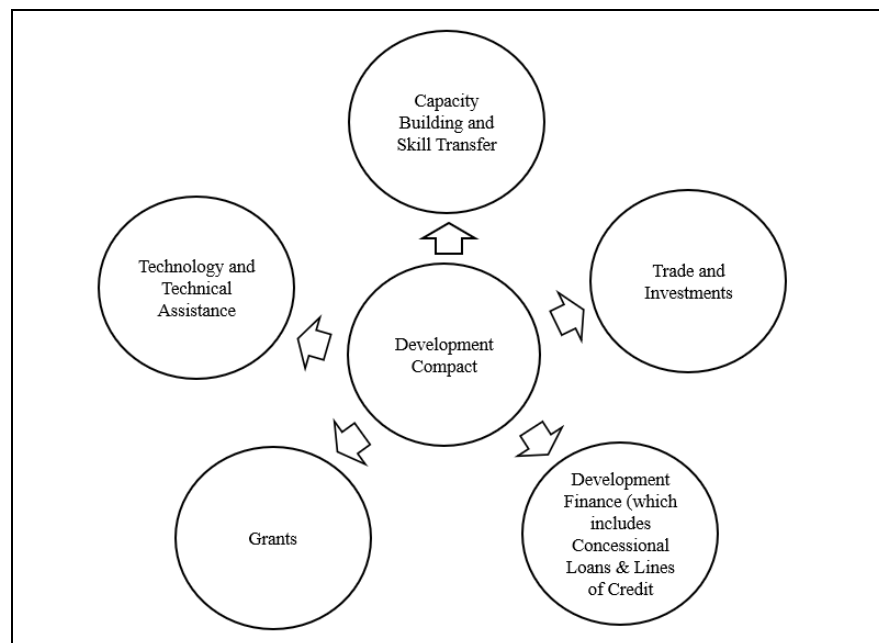 Capacity
Building and
Skill Transfer
Technology and
Technical
Assistance
Trade and
Investments
Development
Compact
Grants
Development
Finance (which
includes
Concessional
Loans & Lines
of Credit